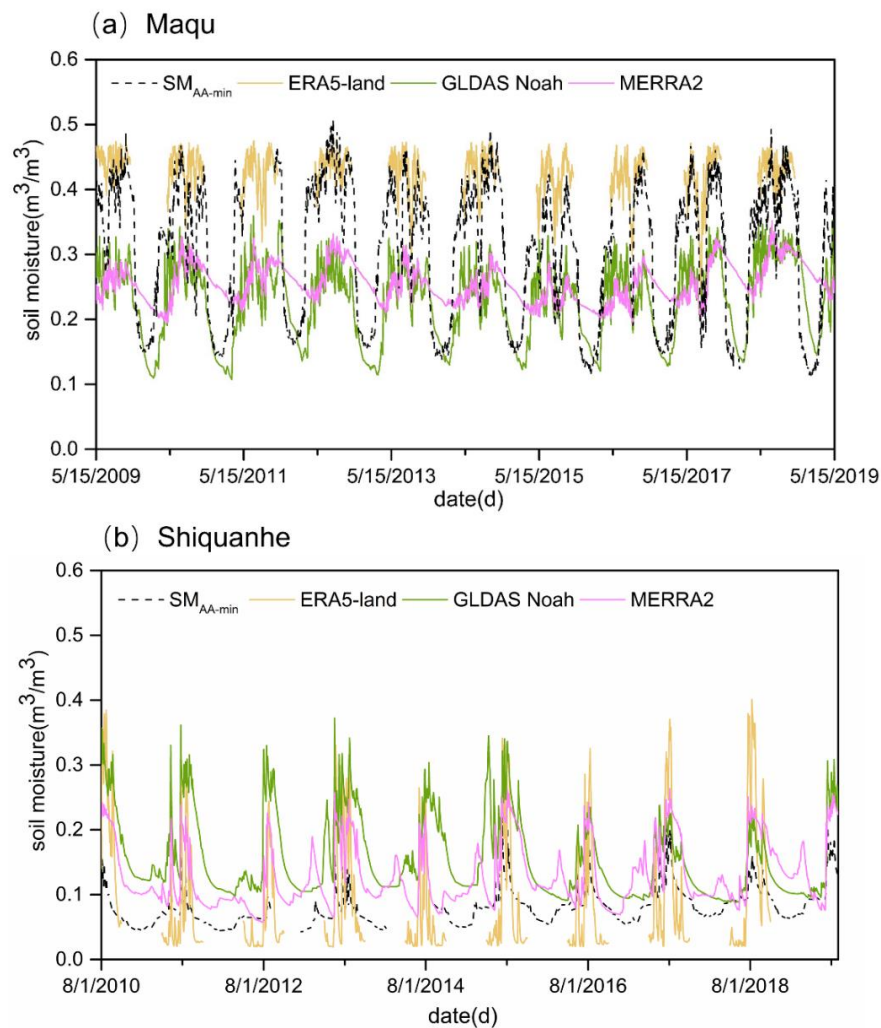 (a) Maqu
SM_AA-min ERA5-land GLDAS Noah MERRA2
soil moisture(m³/m³)
0.6
0.5
0.4
0.3
0.2
0.1
0.0
5/15/2009 5/15/2011 5/15/2013 5/15/2015 5/15/2017 5/15/2019
date(d)
(b) Shiquanhe
SM_AA-min ERA5-land GLDAS Noah MERRA2
soil moisture(m³/m³)
0.6
0.5
0.4
0.3
0.2
0.1
0.0
8/1/2010 8/1/2012 8/1/2014 8/1/2016 8/1/2018
date(d)